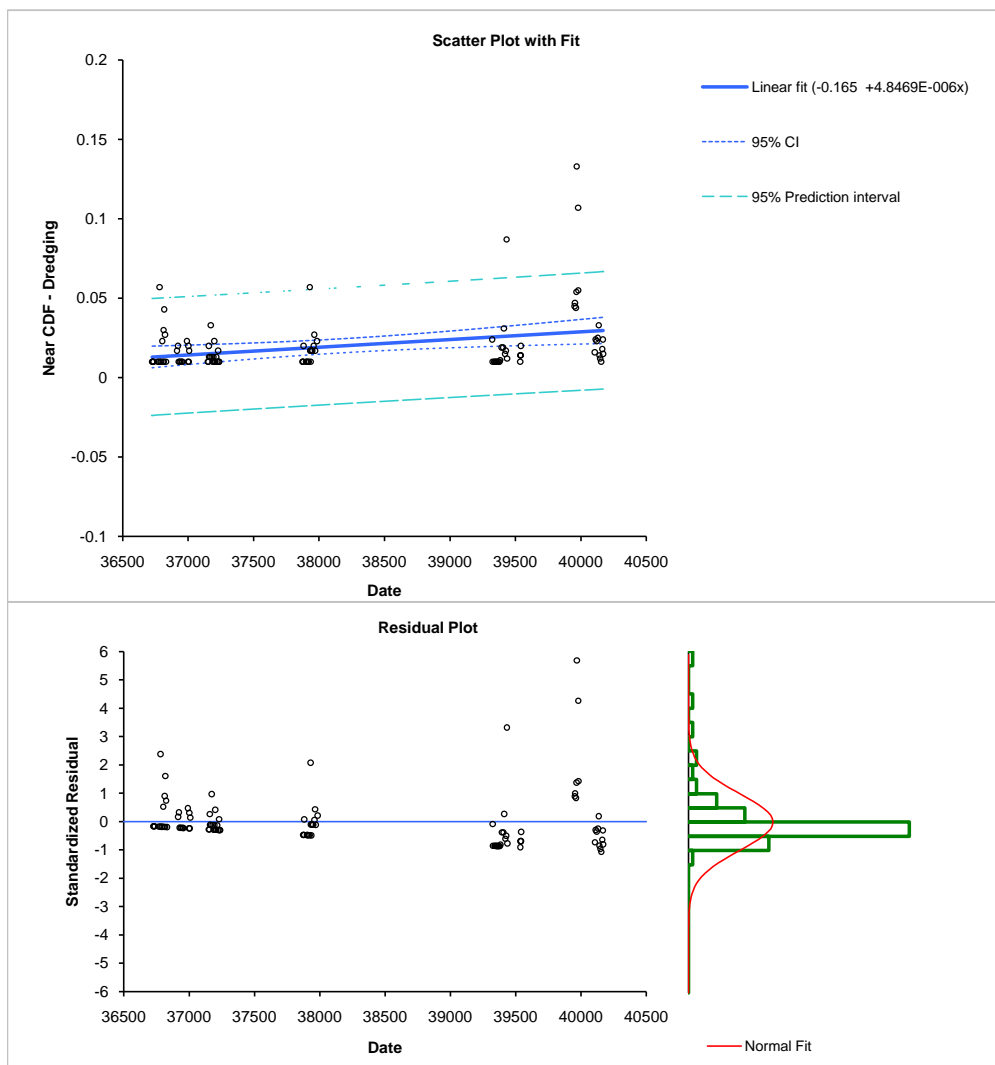 Scatter Plot with Fit
0.2
0.15
0.1
0.05
0
-0.05
-0.1
Near CDF - Dredging
36500 37000 37500 38000 38500 39000 39500 40000 40500
Date
Linear fit (-0.165 +4.8469E-006x)
95% CI
95% Prediction interval
Residual Plot
6
5
4
3
2
1
0
-1
-2
-3
-4
-5
-6
Standardized Residual
36500 37000 37500 38000 38500 39000 39500 40000 40500
Date
Normal Fit